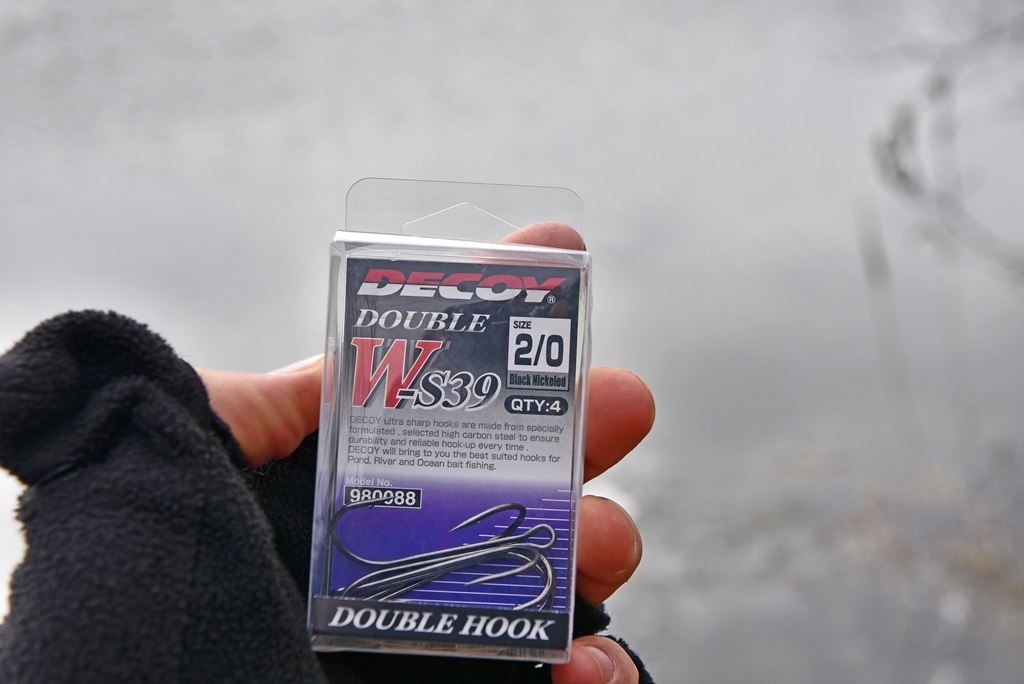 DECOY®
DOUBLE
W-S39
SIZE
2/0
Black Nickeled
QTY:4
DECOY ultra sharp hooks are made from specially
formulated , selected high carbon steel to ensure
durability and reliable hook-up every time .
DECOY will bring to you the best suited hooks for
Pond, River and Ocean bait fishing.
Model No.
980088
DOUBLE HOOK